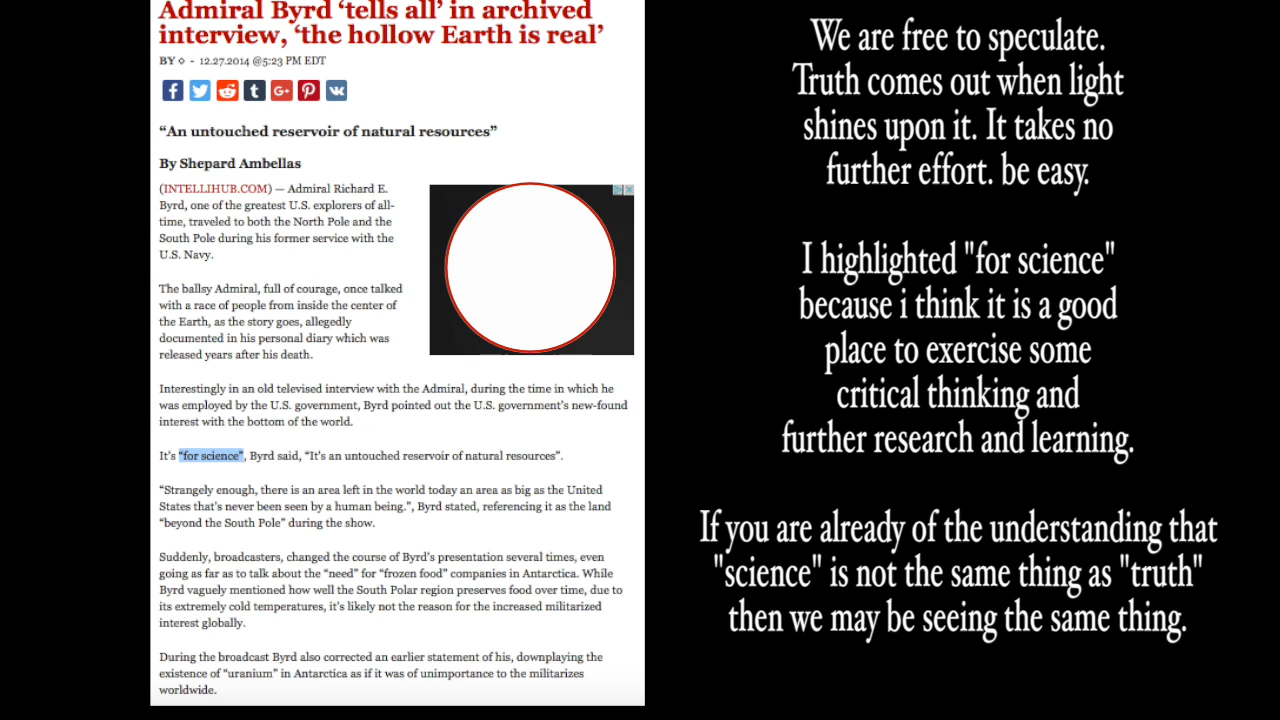 Admiral Byrd ‘tells all’ in archived
interview, ‘the hollow Earth is real’
BY ⋄ - 12.27.2014 @5:23 PM EDT
“An untouched reservoir of natural resources”
By Shepard Ambellas
(INTELLIHUB.COM) — Admiral Richard E.
Byrd, one of the greatest U.S. explorers of all-
time, traveled to both the North Pole and the
South Pole during his former service with the
U.S. Navy.
The ballsy Admiral, full of courage, once talked
with a race of people from inside the center of
the Earth, as the story goes, allegedly
documented in his personal diary which was
released years after his death.
Interestingly in an old televised interview with the Admiral, during the time in which he
was employed by the U.S. government, Byrd pointed out the U.S. government’s new-found
interest with the bottom of the world.
It’s “for science”, Byrd said, “It’s an untouched reservoir of natural resources”.
“Strangely enough, there is an area left in the world today an area as big as the United
States that’s never been seen by a human being.”, Byrd stated, referencing it as the land
“beyond the South Pole” during the show.
Suddenly, broadcasters, changed the course of Byrd’s presentation several times, even
going as far as to talk about the “need” for “frozen food” companies in Antarctica. While
Byrd vaguely mentioned how well the South Polar region preserves food over time, due to
its extremely cold temperatures, it’s likely not the reason for the increased militarized
interest globally.
During the broadcast Byrd also corrected an earlier statement of his, downplaying the
existence of “uranium” in Antarctica as if it was of unimportance to the militarizes
worldwide.
We are free to speculate.
Truth comes out when light
shines upon it. It takes no
further effort. be easy.
I highlighted "for science"
because i think it is a good
place to exercise some
critical thinking and
further research and learning.
If you are already of the understanding that
"science" is not the same thing as "truth"
then we may be seeing the same thing.